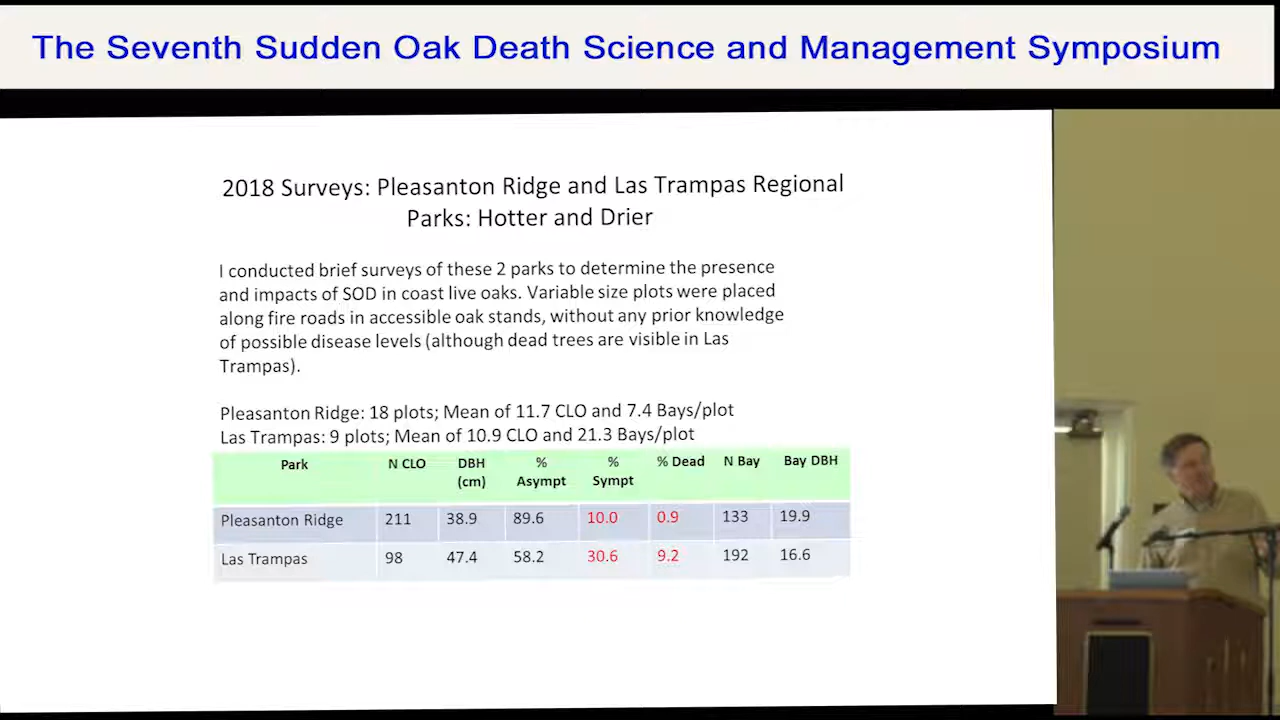 The Seventh Sudden Oak Death Science and Management Symposium
2018 Surveys: Pleasanton Ridge and Las Trampas Regional
Parks: Hotter and Drier
I conducted brief surveys of these 2 parks to determine the presence
and impacts of SOD in coast live oaks. Variable size plots were placed
along fire roads in accessible oak stands, without any prior knowledge
of possible disease levels (although dead trees are visible in Las
Trampas).
Pleasanton Ridge: 18 plots; Mean of 11.7 CLO and 7.4 Bays/plot
Las Trampas: 9 plots; Mean of 10.9 CLO and 21.3 Bays/plot
Park N CLO DBH (cm) % Asympt % Sympt % Dead N Bay Bay DBH
Pleasanton Ridge 211 38.9 89.6 10.0 0.9 133 19.9
Las Trampas 98 47.4 58.2 30.6 9.2 192 16.6